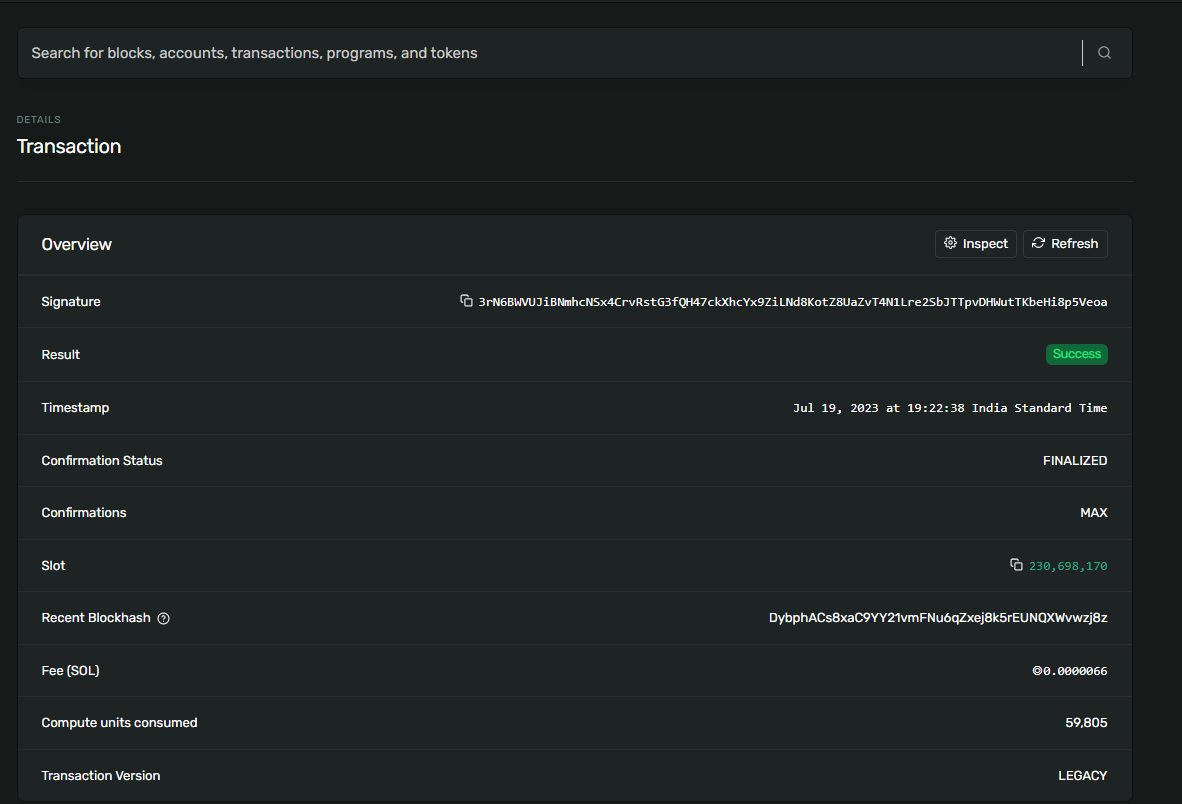 Search for blocks, accounts, transactions, programs, and tokens
DETAILS
Transaction
Overview
Inspect
Refresh
Signature
3rN6BWVUJiBNmhcNSx4CrvRstG3fQH47ckXhcYx9ZiLNd8KotZ8UaZvT4N1Lre2SbJTTpvDHWutTKbeHi8p5Veoa
Result
Success
Timestamp
Jul 19, 2023 at 19:22:38 India Standard Time
Confirmation Status
FINALIZED
Confirmations
MAX
Slot
230,698,170
Recent Blockhash
DybphACs8xaC9YY21vmFNu6qZxej8k5rEUNQXWvwzj8z
Fee (SOL)
◎0.0000066
Compute units consumed
59,805
Transaction Version
LEGACY